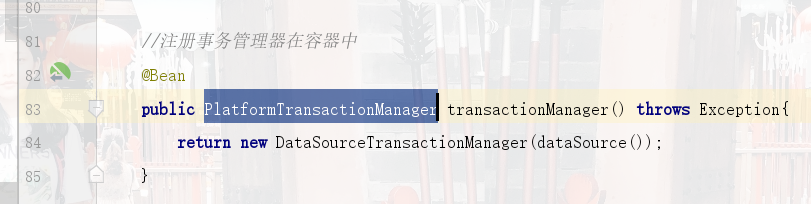 80
81 //注册事务管理器在容器中
82 @Bean
83 public PlatformTransactionManager transactionManager() throws Exception{
84 return new DataSourceTransactionManager(dataSource());
85 }